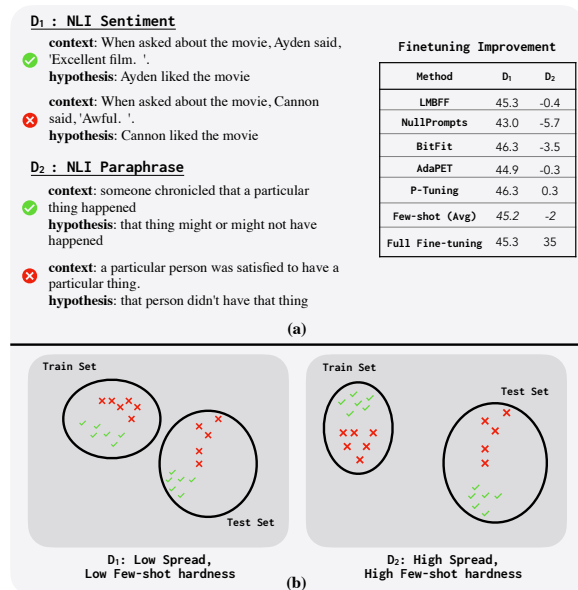 D₁ : NLI Sentiment
context: When asked about the movie, Ayden said,
'Excellent film. '.
hypothesis: Ayden liked the movie
context: When asked about the movie, Cannon
said, 'Awful. '.
hypothesis: Cannon liked the movie
D₂ : NLI Paraphrase
context: someone chronicled that a particular
thing happened
hypothesis: that thing might or might not have
happened
context: a particular person was satisfied to have a
particular thing.
hypothesis: that person didn't have that thing
Finetuning Improvement
Method D₁ D₂
LMBFF 45.3 -0.4
NullPrompts 43.0 -5.7
BitFit 46.3 -3.5
AdaPET 44.9 -0.3
P-Tuning 46.3 0.3
Few-shot (Avg) 45.2 -2
Full Fine-tuning 45.3 35
(a)
Train Set
Test Set
D₁: Low Spread,
Low Few-shot hardness
Train Set
Test Set
D₂: High Spread,
High Few-shot hardness
(b)